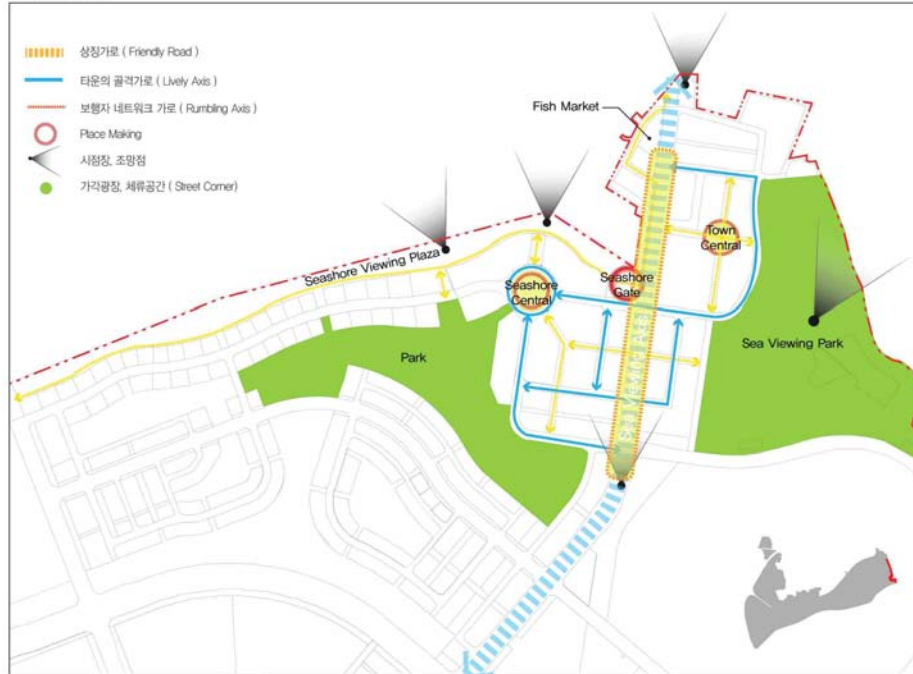 상징가로 ( Friendly Road )
타운의 골격가로 ( Lively Axis )
보행자 네트워크 가로 ( Rumbling Axis )
Place Making
시점장, 조망점
가각광장, 체류공간 ( Street Corner )
Fish Market
Town
Central
Seashore Viewing Plaza
Seashore
Central
Seashore
Gate
Park
Sea Viewing Park